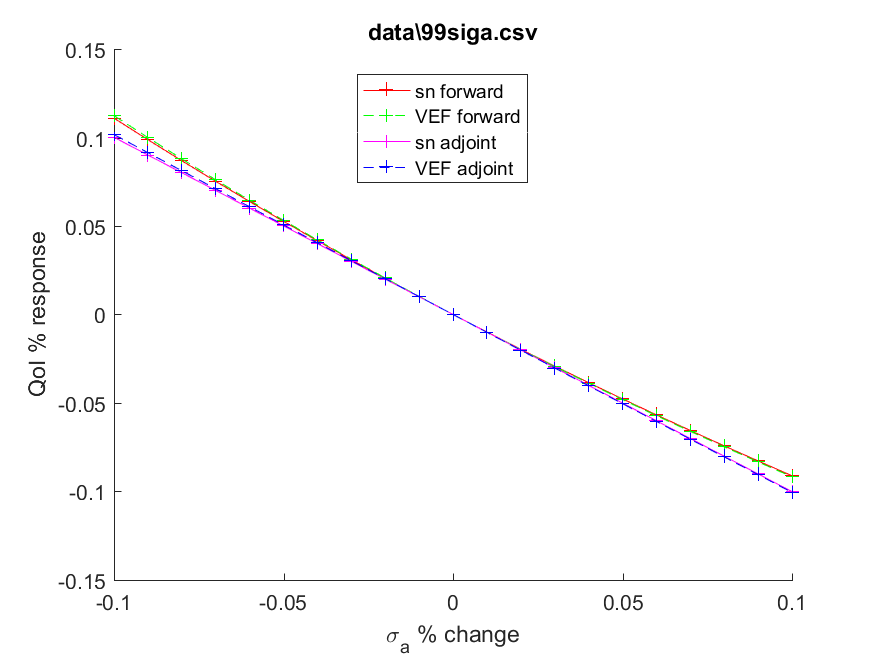 data\99siga.csv
0.15
0.1
0.05
0
-0.05
-0.1
-0.15
QoI % response
sn forward
VEF forward
sn adjoint
VEF adjoint
-0.1
-0.05
0
0.05
0.1
σa % change